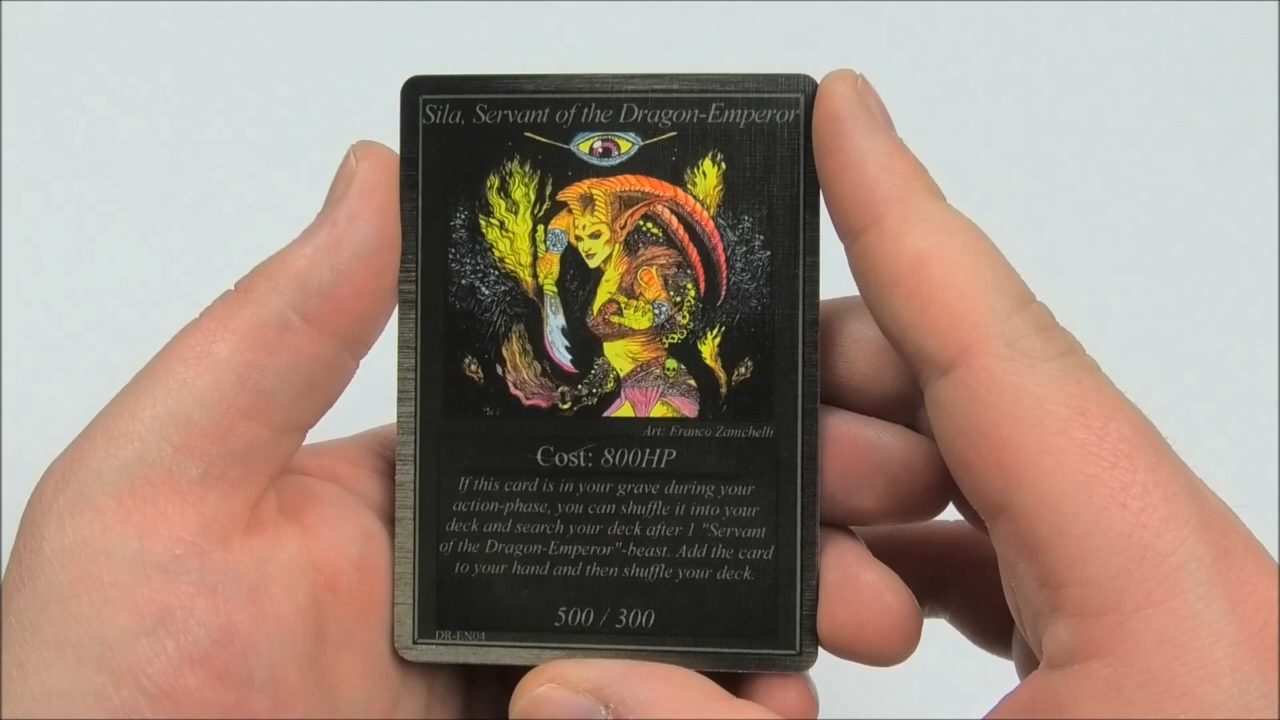 Sila, Servant of the Dragon-Emperor
Art: Franco Zanichelli
Cost: 800HP
If this card is in your grave during your
action-phase, you can shuffle it into your
deck and search your deck after 1 "Servant
of the Dragon-Emperor"-beast. Add the card
to your hand and then shuffle your deck.
500 / 300
DR-EN04